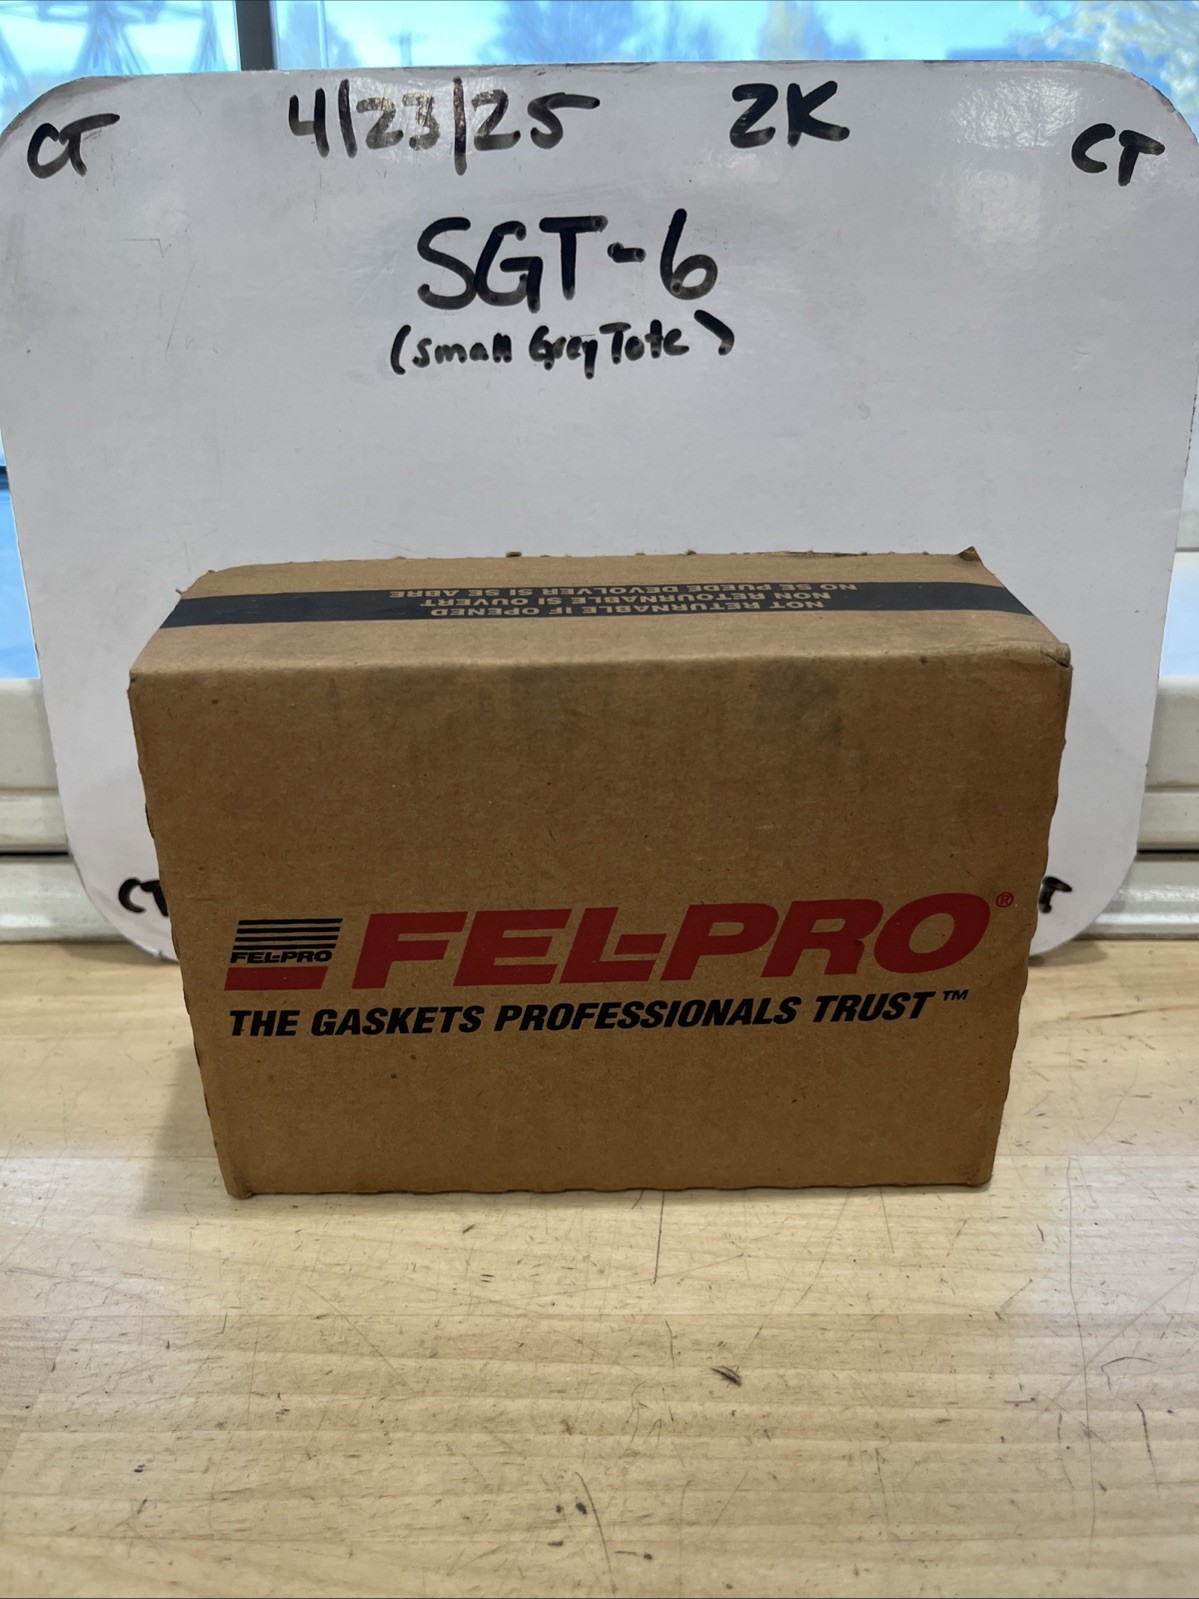 CT 4/23/25 2K CT
SGT-6
(Small Grey Tote)
NOT RETURNABLE IF OPENED
NON RETOURNABLE SI OUVERT
NO SE PUEDE DEVOLVER SI SE ABRE
FEL-PRO FEL-PRO®
THE GASKETS PROFESSIONALS TRUST™
CT